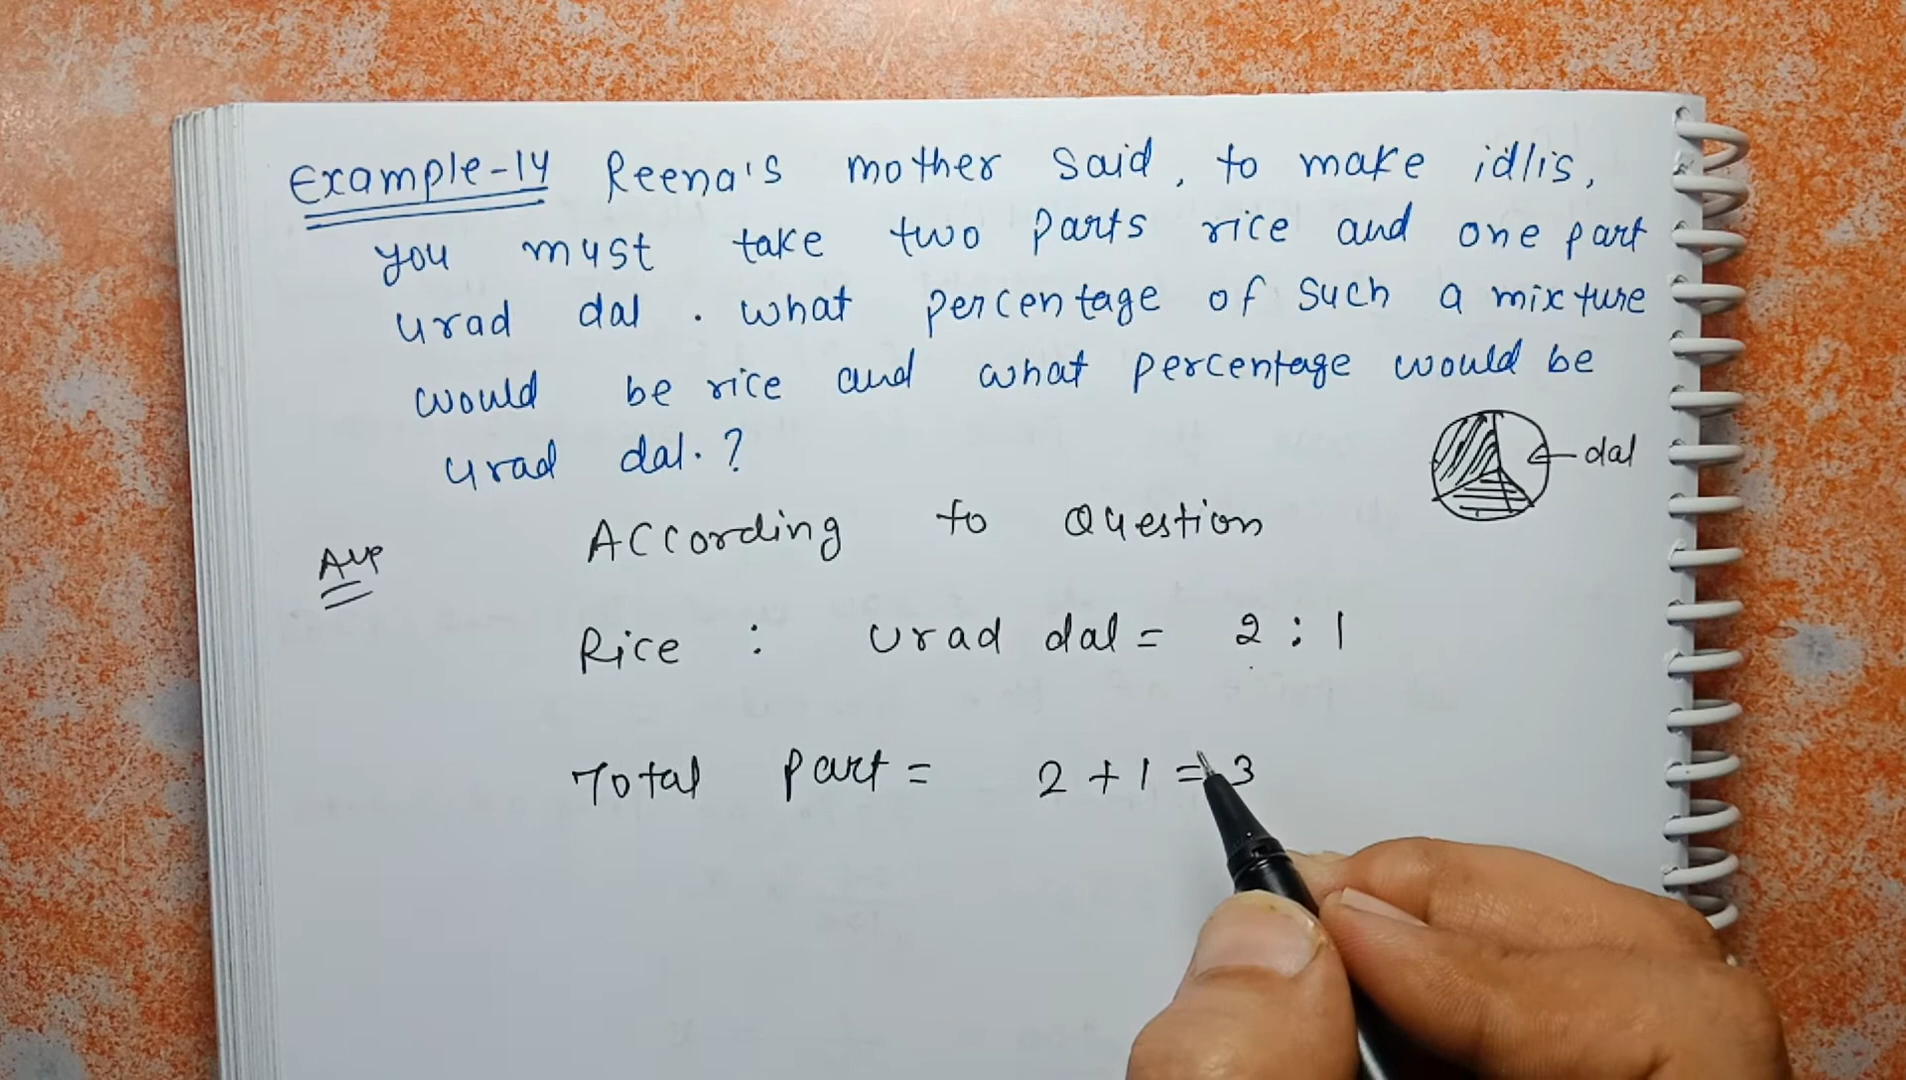 Example-14 Reena's mother said, to make idlis,
you must take two parts rice and one part
urad dal. what percentage of such a mixture
would be rice and what percentage would be
urad dal.?
dal
According to Question
Rice : urad dal = 2 : 1
Total part = 2 + 1 = 3